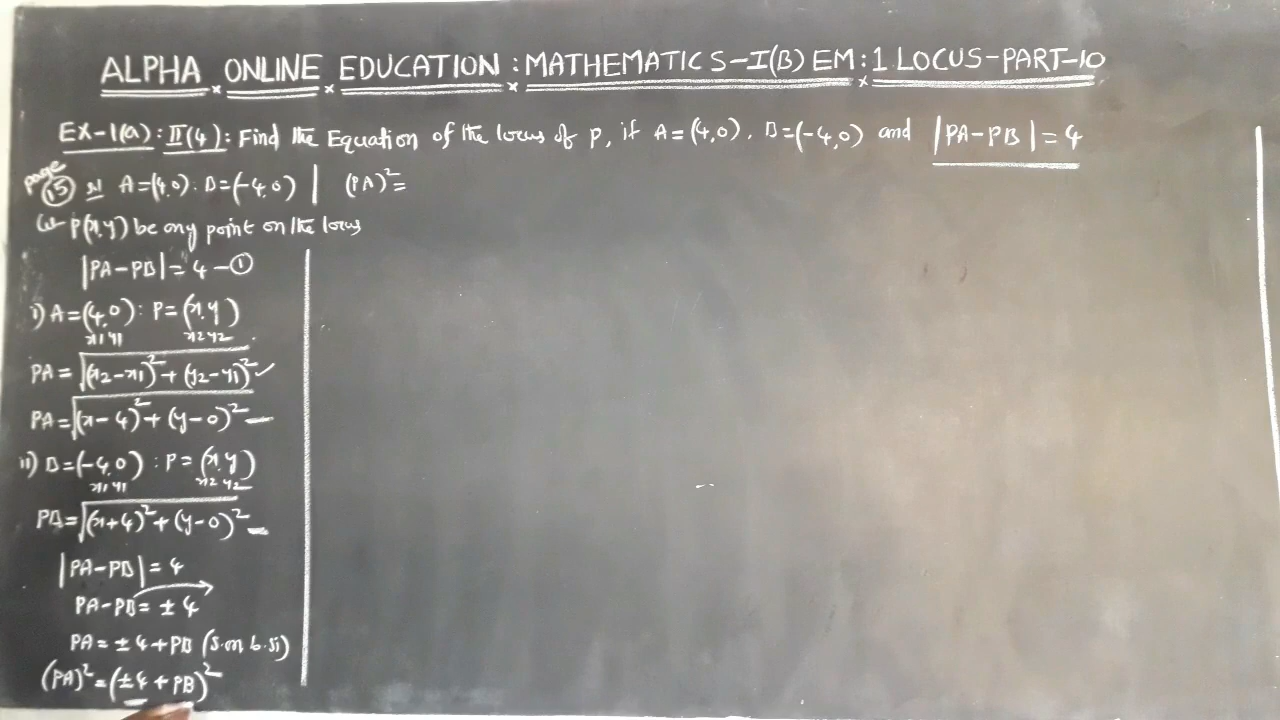 ALPHA ONLINE EDUCATION : MATHEMATICS-I(B) EM : 1 LOCUS-PART-10
EX-1(a) : II(4) : Find the Equation of the locus of P, if A=(4,0), B=(-4,0) and |PA-PB|=4
page
15 A=(4,0). B=(-4,0) | (PA)²=
P(x,y) be any point on the locus
|PA-PB|=4-①
i) A=(4,0) : P=(x,y)
x1 y1 x2 y2
PA=√(x2-x1)²+(y2-y1)²✓
PA=√(x-4)²+(y-0)²
ii) B=(-4,0) : P=(x,y)
x1 y1 x2 y2
PB=√(x+4)²+(y-0)²
|PA-PB|=4
PA-PB=±4
PA=±4+PB (S.m b.si)
(PA)²=(±4+PB)²